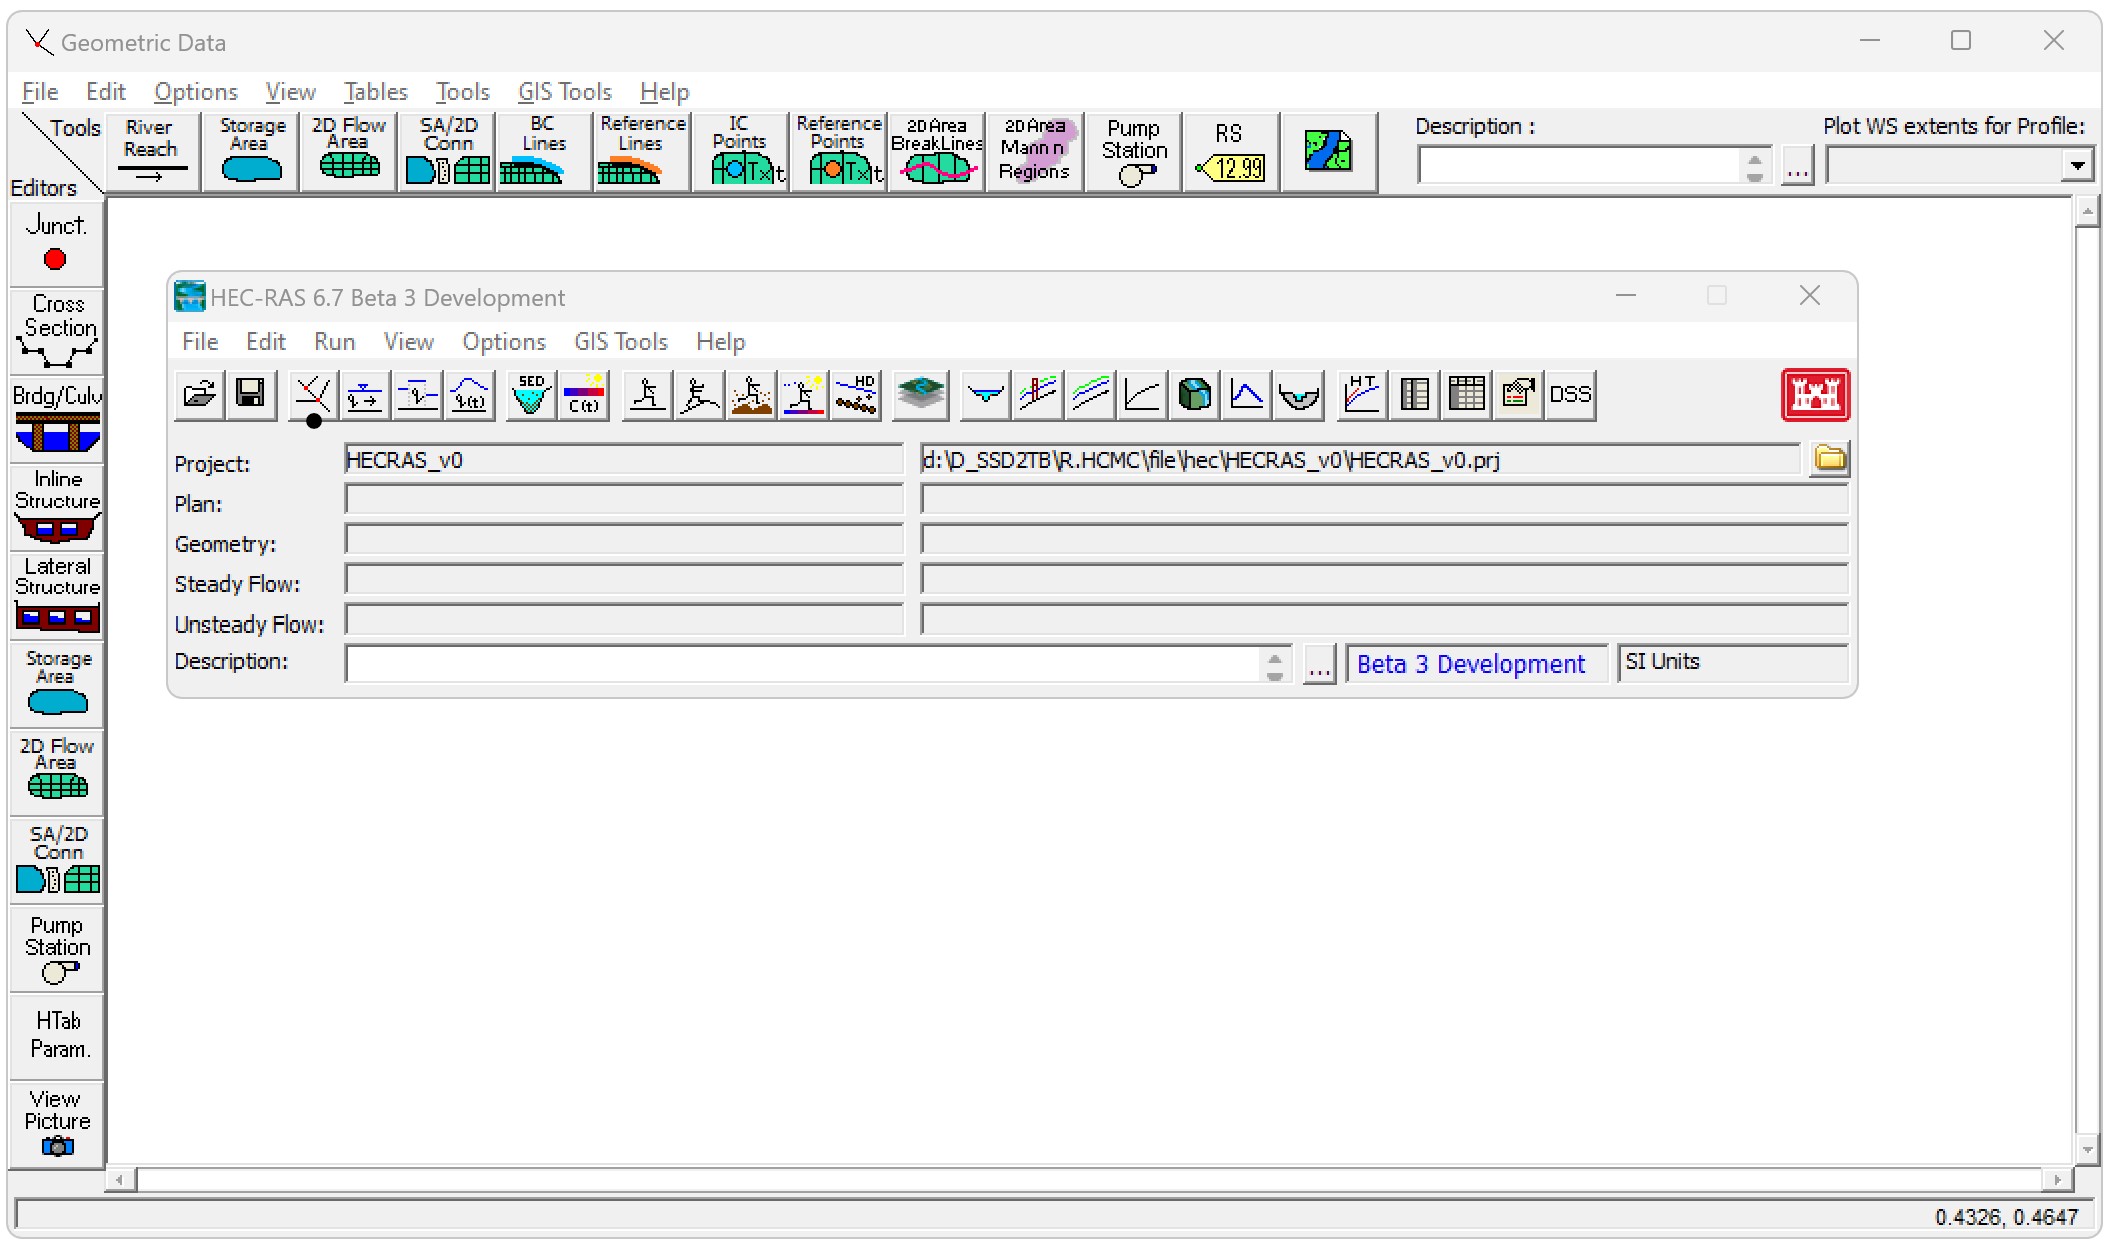 Geometric Data
File Edit Options View Tables Tools GIS Tools Help
Tools
Editors
River Reach
Storage Area
2D Flow Area
SA/2D Conn
BC Lines
Reference Lines
IC Points
Txt
Reference Points
Txt
2D Area BreakLines
2D Area Mann n Regions
Pump Station
RS
12.99
Description :
...
Plot WS extents for Profile:
Junct.
Cross
Section
Brdg/Culv
Inline
Structure
Lateral
Structure
Storage
Area
2D Flow
Area
SA/2D
Conn
Pump
Station
HTab
Param.
View
Picture
HEC-RAS 6.7 Beta 3 Development
File Edit Run View Options GIS Tools Help
(t) SED C(t) HD HT DSS
Project: HECRAS_v0 d:\D_SSD2TB\R.HCMC\file\hec\HECRAS_v0\HECRAS_v0.prj
Plan:
Geometry:
Steady Flow:
Unsteady Flow:
Description: ... Beta 3 Development SI Units
0.4326, 0.4647